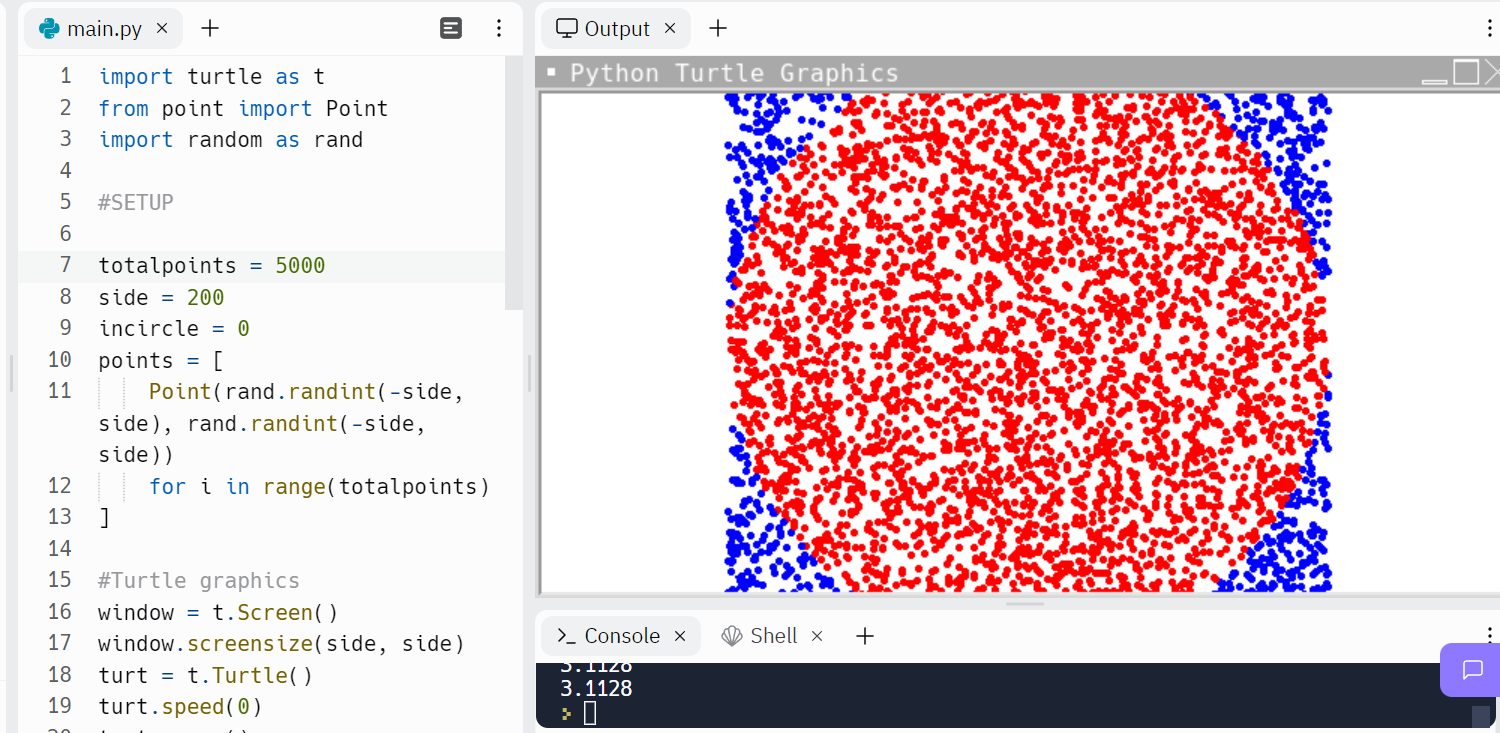 main.py
1 import turtle as t
2 from point import Point
3 import random as rand
4
5 #SETUP
6
7 totalpoints = 5000
8 side = 200
9 incircle = 0
10 points = [
11 Point(rand.randint(-side,
side), rand.randint(-side,
side))
12 for i in range(totalpoints)
13 ]
14
15 #Turtle graphics
16 window = t.Screen()
17 window.screensize(side, side)
18 turt = t.Turtle()
19 turt.speed(0)
Output
Python Turtle Graphics
Console
Shell
3.1128
3.1128